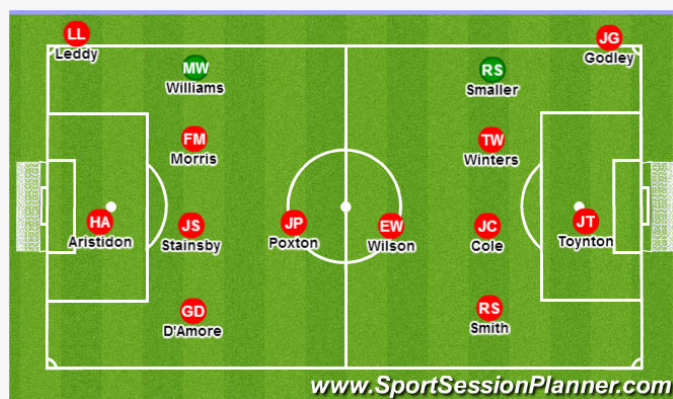 LL
Leddy
JG
Godley
MW
Williams
RS
Smaller
FM
Morris
TW
Winters
HA
Aristidon
JS
Stainsby
JP
Poxton
EW
Wilson
JC
Cole
JT
Toynton
GD
D'Amore
RS
Smith
www.SportSessionPlanner.com